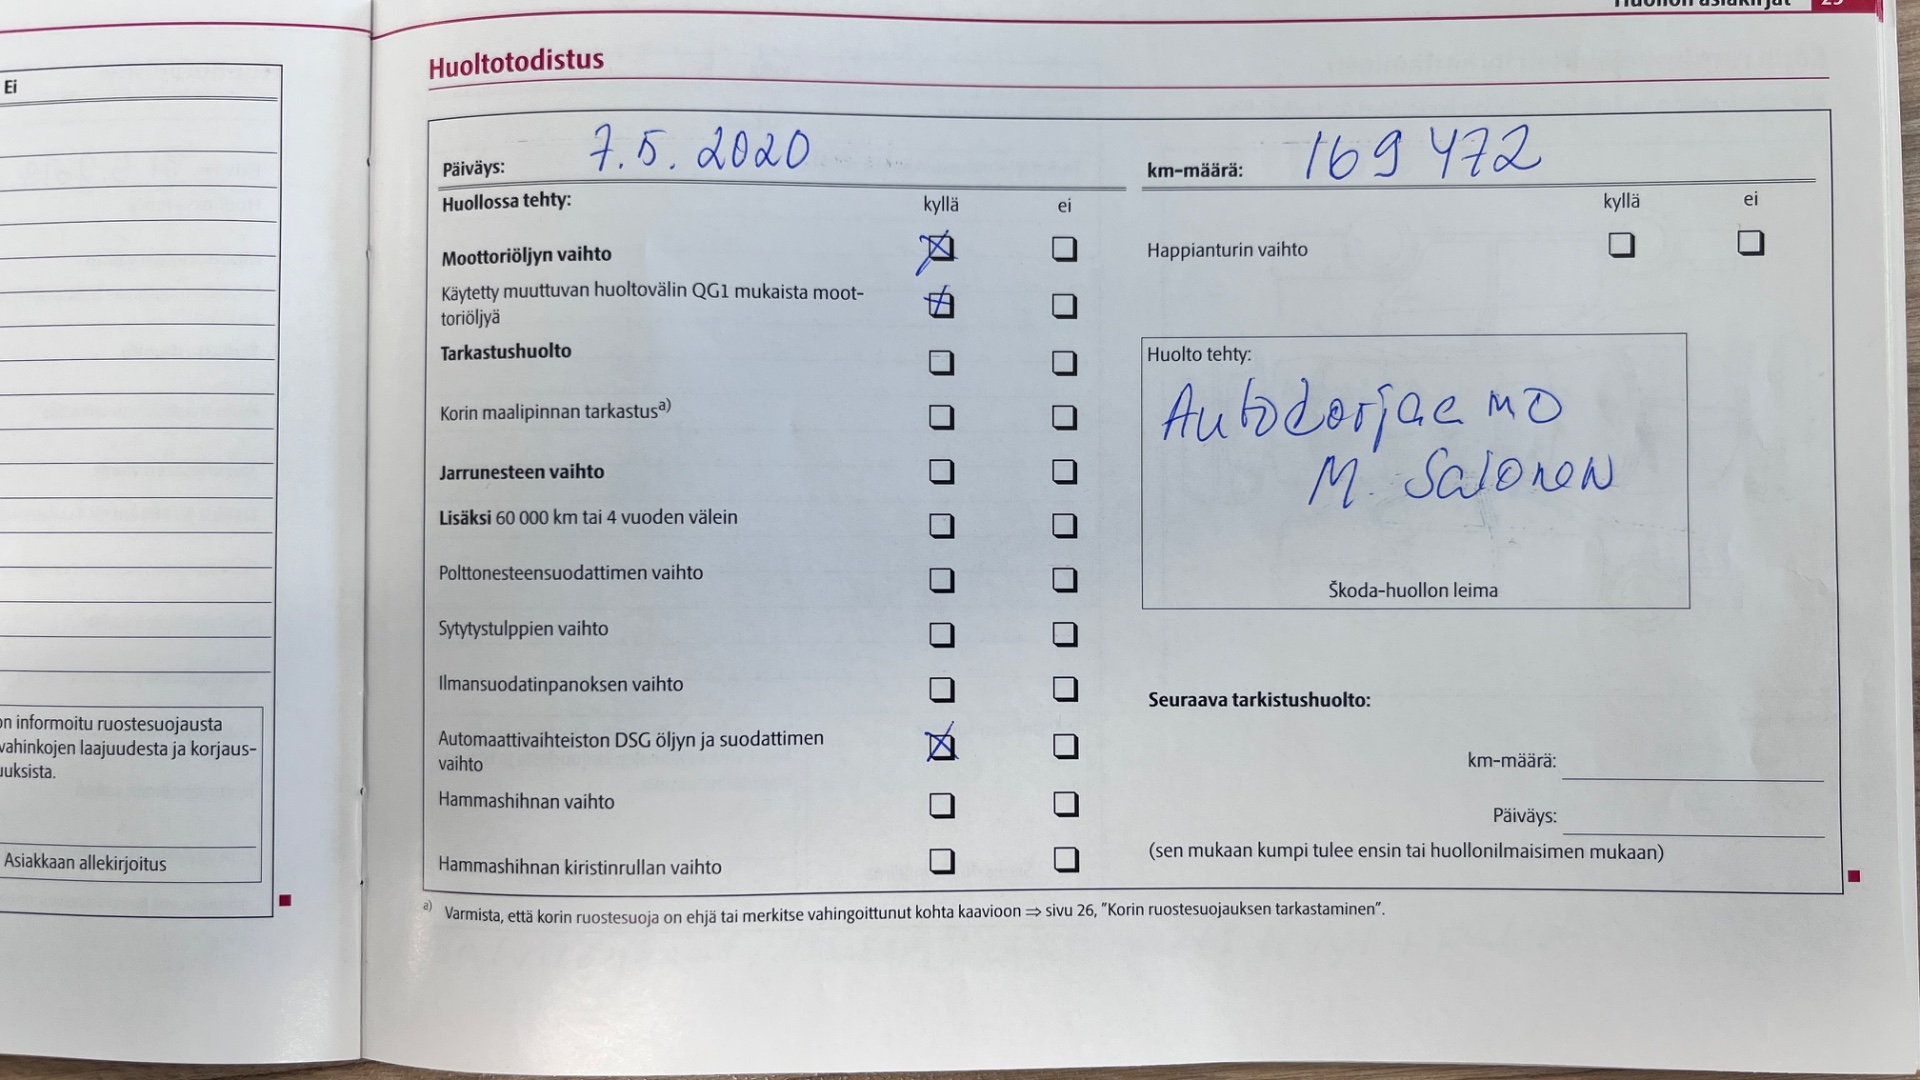 Ei
on informoitu ruostesuojausta
vahinkojen laajuudesta ja korjaus-
uuksista.
Asiakkaan allekirjoitus
Huollon asiakirjat 25
Huoltotodistus
Päiväys: 7.5.2020
km-määrä: 169 472
Huollossa tehty: kyllä ei
kyllä ei
Moottoriöljyn vaihto
Happianturin vaihto
Käytetty muuttuvan huoltovälin QG1 mukaista moot-
toriöljyä
Tarkastushuolto
Korin maalipinnan tarkastus a)
Jarrunesteen vaihto
Lisäksi 60 000 km tai 4 vuoden välein
Polttonesteensuodattimen vaihto
Sytytystulppien vaihto
Ilmansuodatinpanoksen vaihto
Automaattivaihteiston DSG öljyn ja suodattimen
vaihto
Hammashihnan vaihto
Hammashihnan kiristinrullan vaihto
Huolto tehty:
Autokorjaamo
M. Salonen
Škoda-huollon leima
Seuraava tarkistushuolto:
km-määrä:
Päiväys:
(sen mukaan kumpi tulee ensin tai huollonilmaisimen mukaan)
a) Varmista, että korin ruostesuoja on ehjä tai merkitse vahingoittunut kohta kaavioon ⇒ sivu 26, "Korin ruostesuojauksen tarkastaminen".